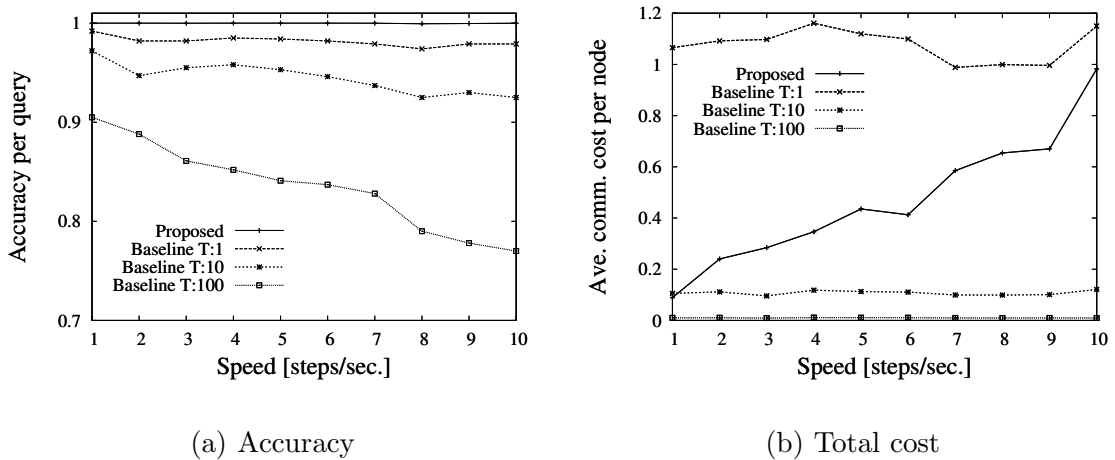 Accuracy per query
1
0.9
0.8
0.7
Proposed
Baseline T:1
Baseline T:10
Baseline T:100
1 2 3 4 5 6 7 8 9 10
Speed [steps/sec.]
(a) Accuracy
Ave. comm. cost per node
1.2
1
0.8
0.6
0.4
0.2
0
Proposed
Baseline T:1
Baseline T:10
Baseline T:100
1 2 3 4 5 6 7 8 9 10
Speed [steps/sec.]
(b) Total cost